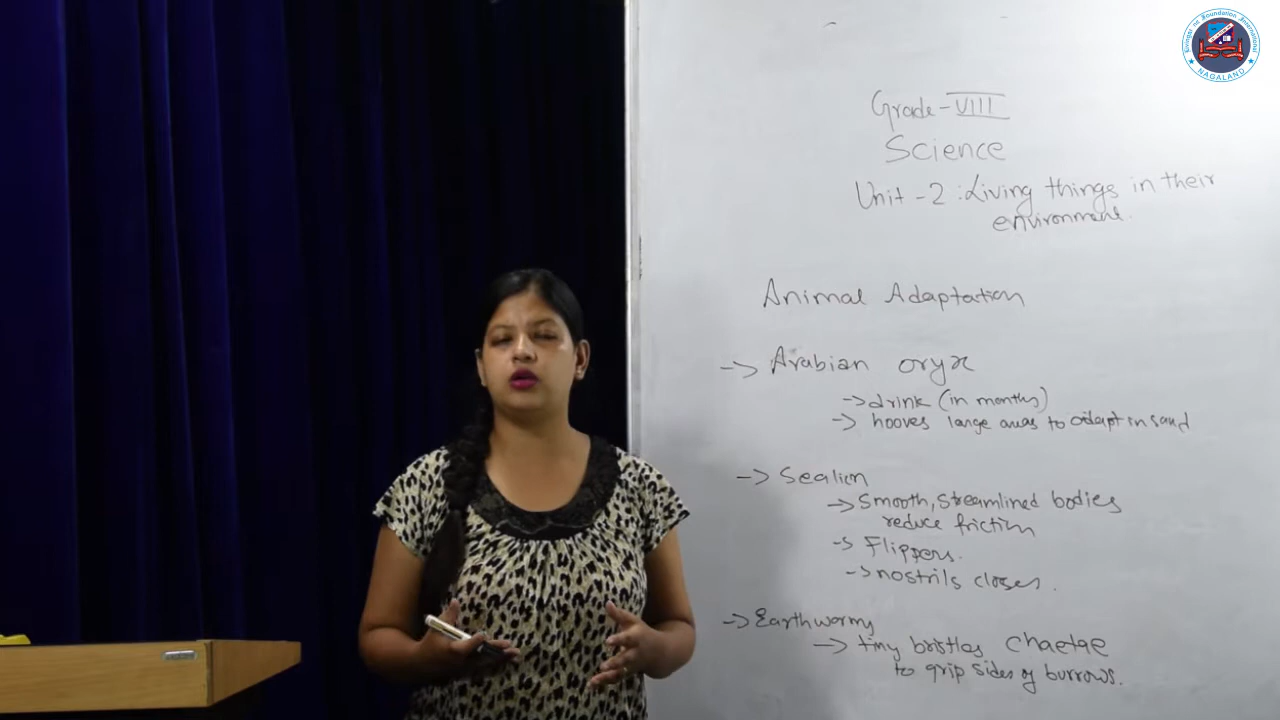 NAGALAND
Grade - VIII
Science
Unit - 2 : Living things in their
environment.
Animal Adaptation
-> Arabian oryx
-> drink (in months)
-> hooves large areas to adapt in sand
-> Sealion
-> Smooth, Streamlined bodies
reduce friction
-> Flippers.
-> nostrils closes.
-> Earthworms
-> tiny bristles chaetae
to grip sides of burrows.